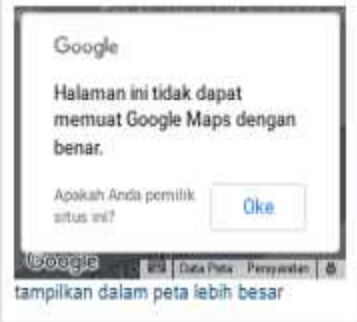 Google
Halaman ini tidak dapat
memuat Google Maps dengan
benar.
Apakah Anda pemilik
situs ini?
Oke
Google
Data Peta Persyaratan
tampilkan dalam peta lebih besar